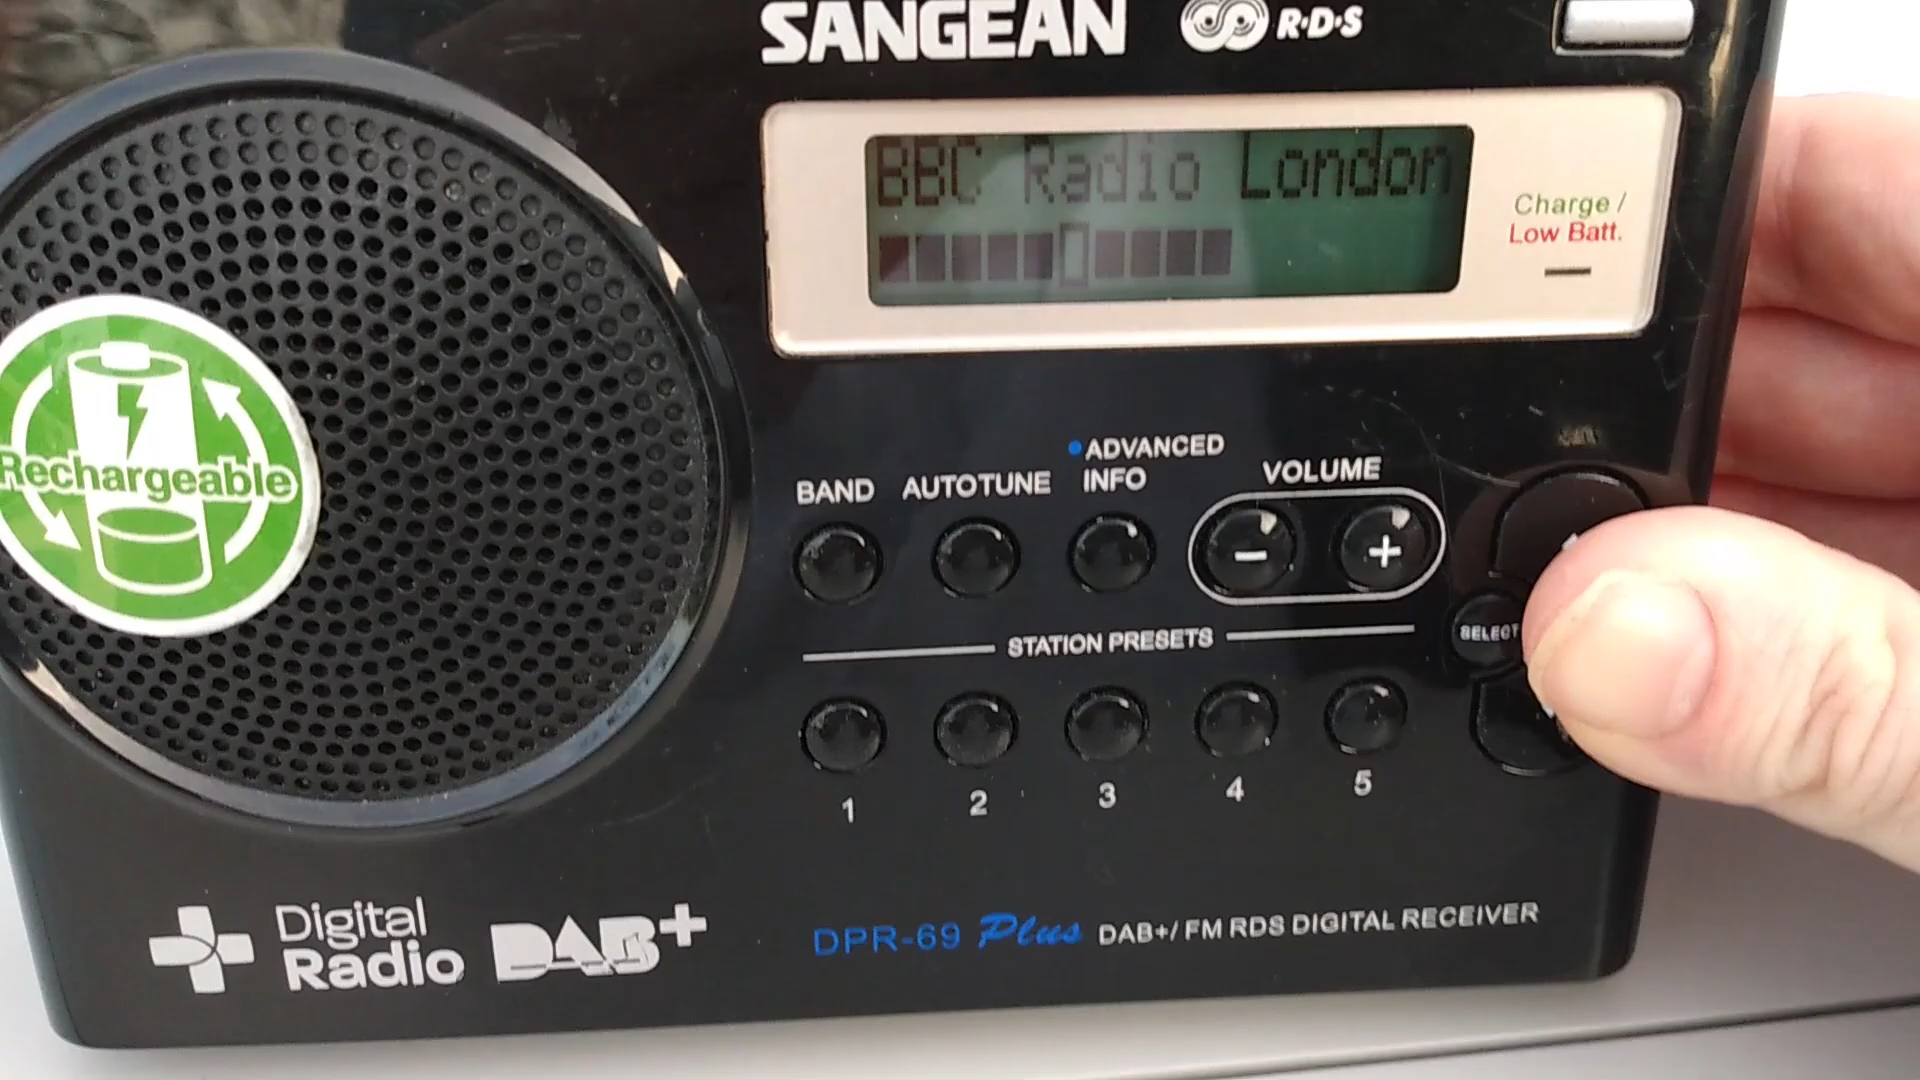 SANGEAN R·D·S
BBC Radio London
Charge /
Low Batt.
Rechargeable
BAND AUTOTUNE ADVANCED
INFO
VOLUME
- +
SELECT
STATION PRESETS
1 2 3 4 5
Digital
Radio
DAB+
DPR-69 Plus DAB+/ FM RDS DIGITAL RECEIVER